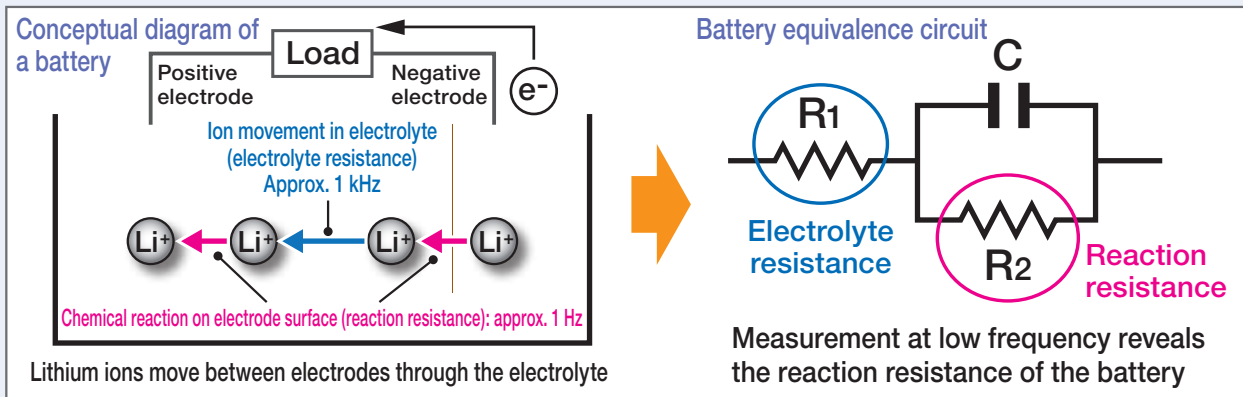 Conceptual diagram of
a battery
Load
Positive
electrode
Negative
electrode
e-
Ion movement in electrolyte
(electrolyte resistance)
Approx. 1 kHz
Li+ Li+ Li+ Li+
Chemical reaction on electrode surface (reaction resistance): approx. 1 Hz
Lithium ions move between electrodes through the electrolyte
Battery equivalence circuit
C
R1
Electrolyte
resistance
R2
Reaction
resistance
Measurement at low frequency reveals
the reaction resistance of the battery